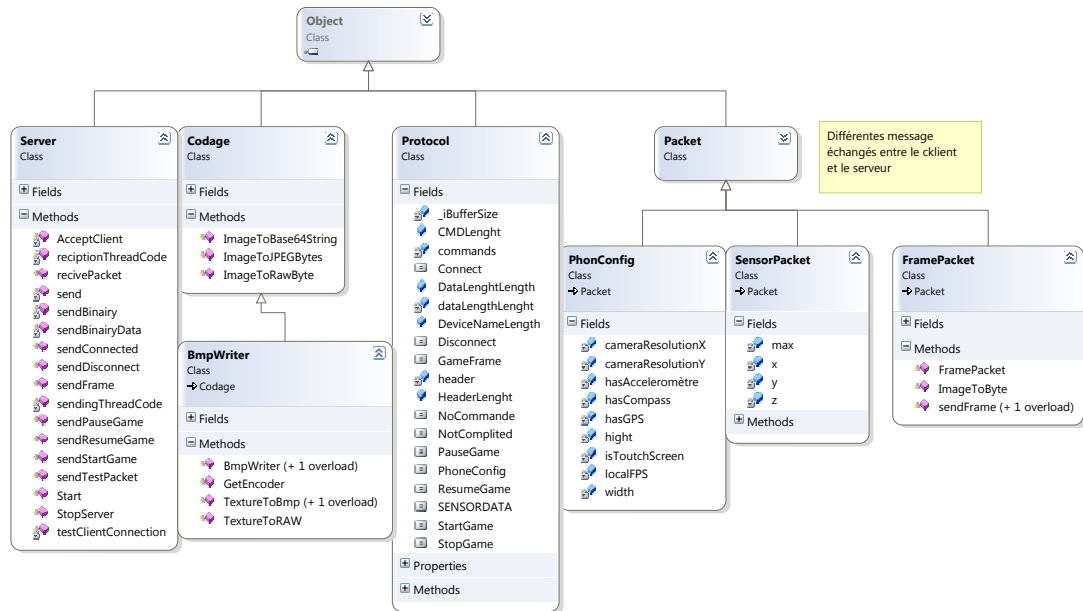 Object
Class
Server
Class
Fields
Methods
AcceptClient
reciptionThreadCode
recivePacket
send
sendBinairy
sendBinairyData
sendConnected
sendDisconnect
sendFrame
sendingThreadCode
sendPauseGame
sendResumeGame
sendStartGame
sendTestPacket
Start
StopServer
testClientConnection
Codage
Class
Fields
Methods
ImageToBase64String
ImageToJPEGBytes
ImageToRawByte
BmpWriter
Class
Codage
Fields
Methods
BmpWriter (+ 1 overload)
GetEncoder
TextureToBmp (+ 1 overload)
TextureToRAW
Protocol
Class
Fields
_iBufferSize
CMDLenght
commands
Connect
DataLenghtLength
dataLengthLenght
DeviceNameLength
Disconnect
GameFrame
header
HeaderLenght
NoCommande
NotComplited
PauseGame
PhoneConfig
ResumeGame
SENSORDATA
StartGame
StopGame
Properties
Methods
Packet
Class
Différentes message
échangés entre le cklient
et le serveur
PhonConfig
Class
Packet
Fields
cameraResolutionX
cameraResolutionY
hasAcceleromètre
hasCompass
hasGPS
hight
isToutchScreen
localFPS
width
SensorPacket
Class
Packet
Fields
max
x
y
z
Methods
FramePacket
Class
Packet
Fields
Methods
FramePacket
ImageToByte
sendFrame (+ 1 overload)